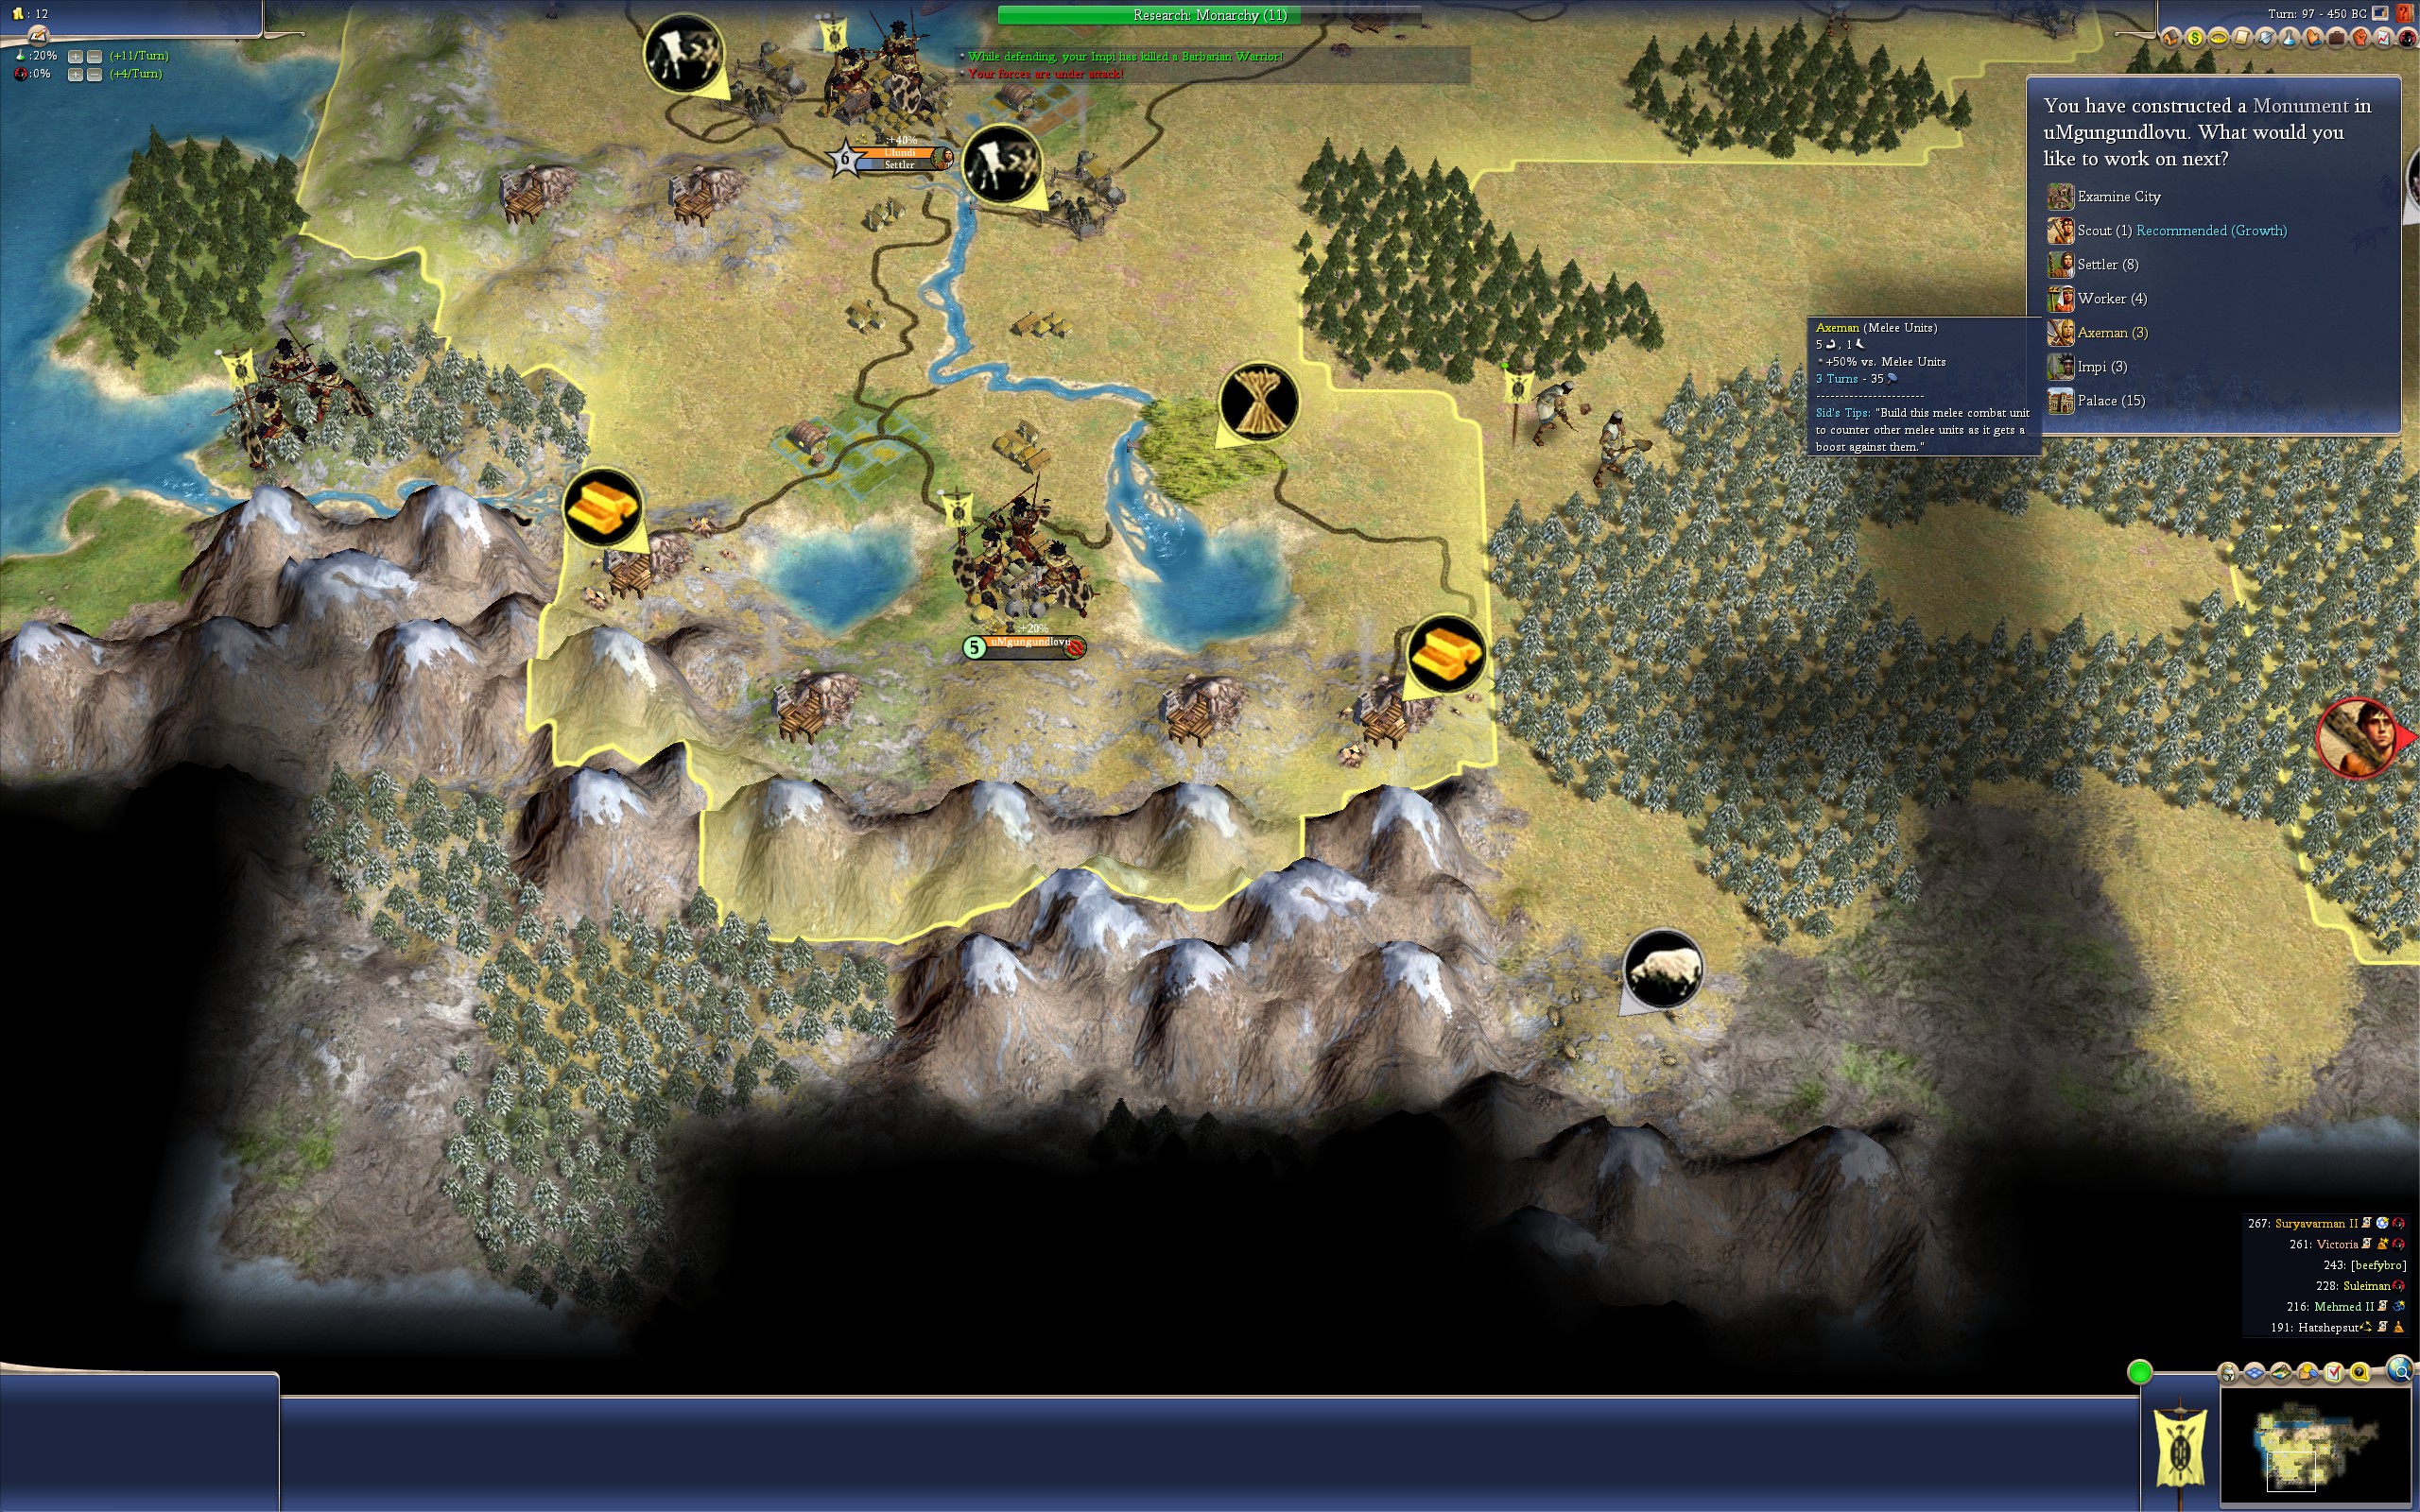 : 12
Research: Monarchy (11)
Turn: 97 - 450 BC
:20% (+11/Turn)
:0% (+4/Turn)
* While defending, your Impi has killed a Barbarian Warrior!
* Your forces are under attack!
You have constructed a Monument in
uMgungundlovu. What would you
like to work on next?
Examine City
Scout (1) Recommended (Growth)
Settler (8)
Worker (4)
Axeman (3)
Impi (3)
Palace (15)
:+40%
6 Ulundi
Settler
Axeman (Melee Units)
5 , 1
* +50% vs. Melee Units
3 Turns - 35
-----------------------
Sid's Tips: "Build this melee combat unit
to counter other melee units as it gets a
boost against them."
:+20%
5 uMgungundlovu
267: Suryavarman II
261: Victoria
243: [beefybro]
228: Suleiman
216: Mehmed II
191: Hatshepsut